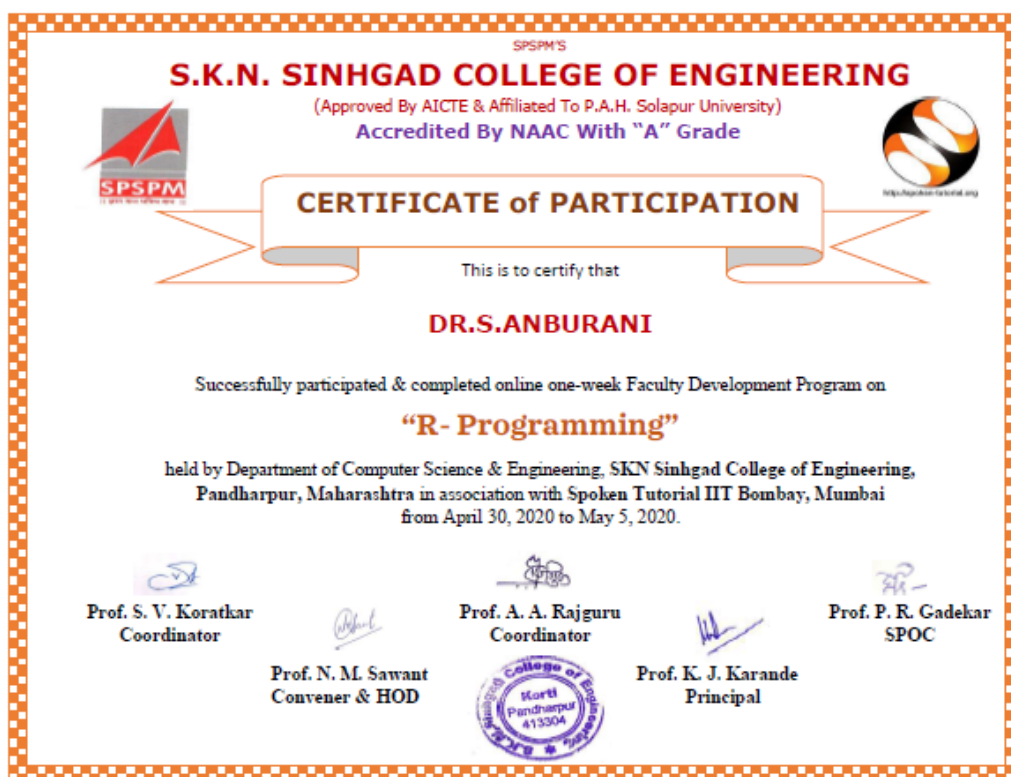 SPSPM'S
S.K.N. SINHGAD COLLEGE OF ENGINEERING
(Approved By AICTE & Affiliated To P.A.H. Solapur University)
Accredited By NAAC With "A" Grade
SPSPM
http://spoken-tutorial.org
CERTIFICATE of PARTICIPATION
This is to certify that
DR.S.ANBURANI
Successfully participated & completed online one-week Faculty Development Program on
“R- Programming”
held by Department of Computer Science & Engineering, SKN Sinhgad College of Engineering,
Pandharpur, Maharashtra in association with Spoken Tutorial IIT Bombay, Mumbai
from April 30, 2020 to May 5, 2020.
Prof. S. V. Koratkar
Coordinator
Prof. A. A. Rajguru
Coordinator
Prof. P. R. Gadekar
SPOC
Prof. N. M. Sawant
Convener & HOD
Prof. K. J. Karande
Principal
S.K.N. Sinhgad College of Engineering,
Korti
Pandharpur
413304